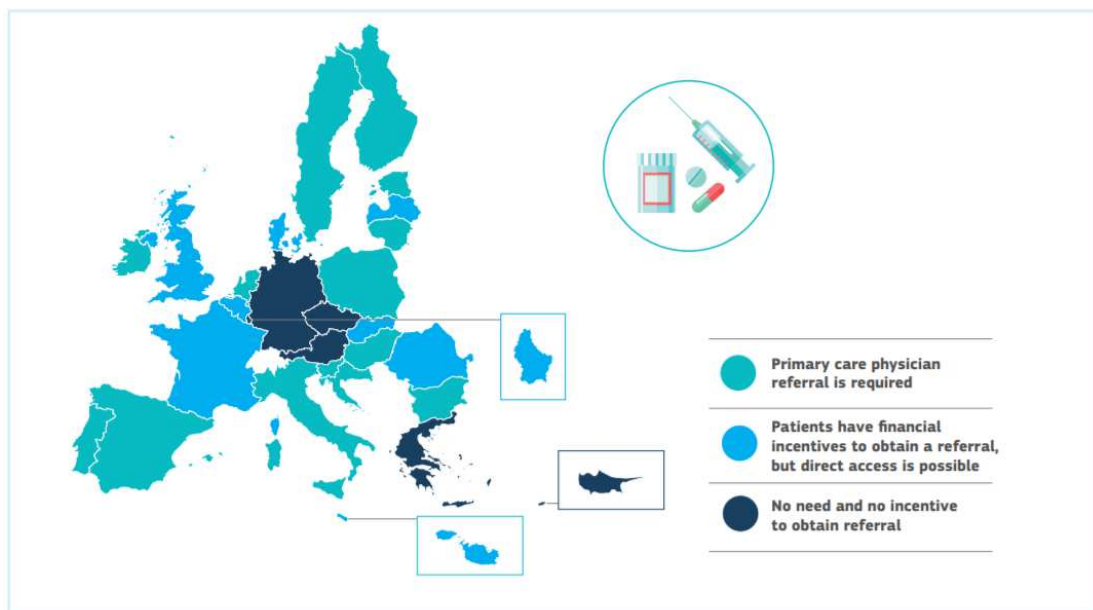 Primary care physician
referral is required
Patients have financial
incentives to obtain a referral,
but direct access is possible
No need and no incentive
to obtain referral